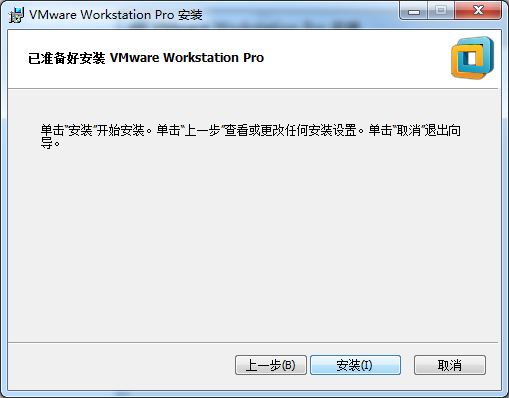 VMware Workstation Pro 安装
已准备好安装 VMware Workstation Pro
单击“安装”开始安装。单击“上一步”查看或更改任何安装设置。单击“取消”退出向
导。
上一步(B)
安装(I)
取消